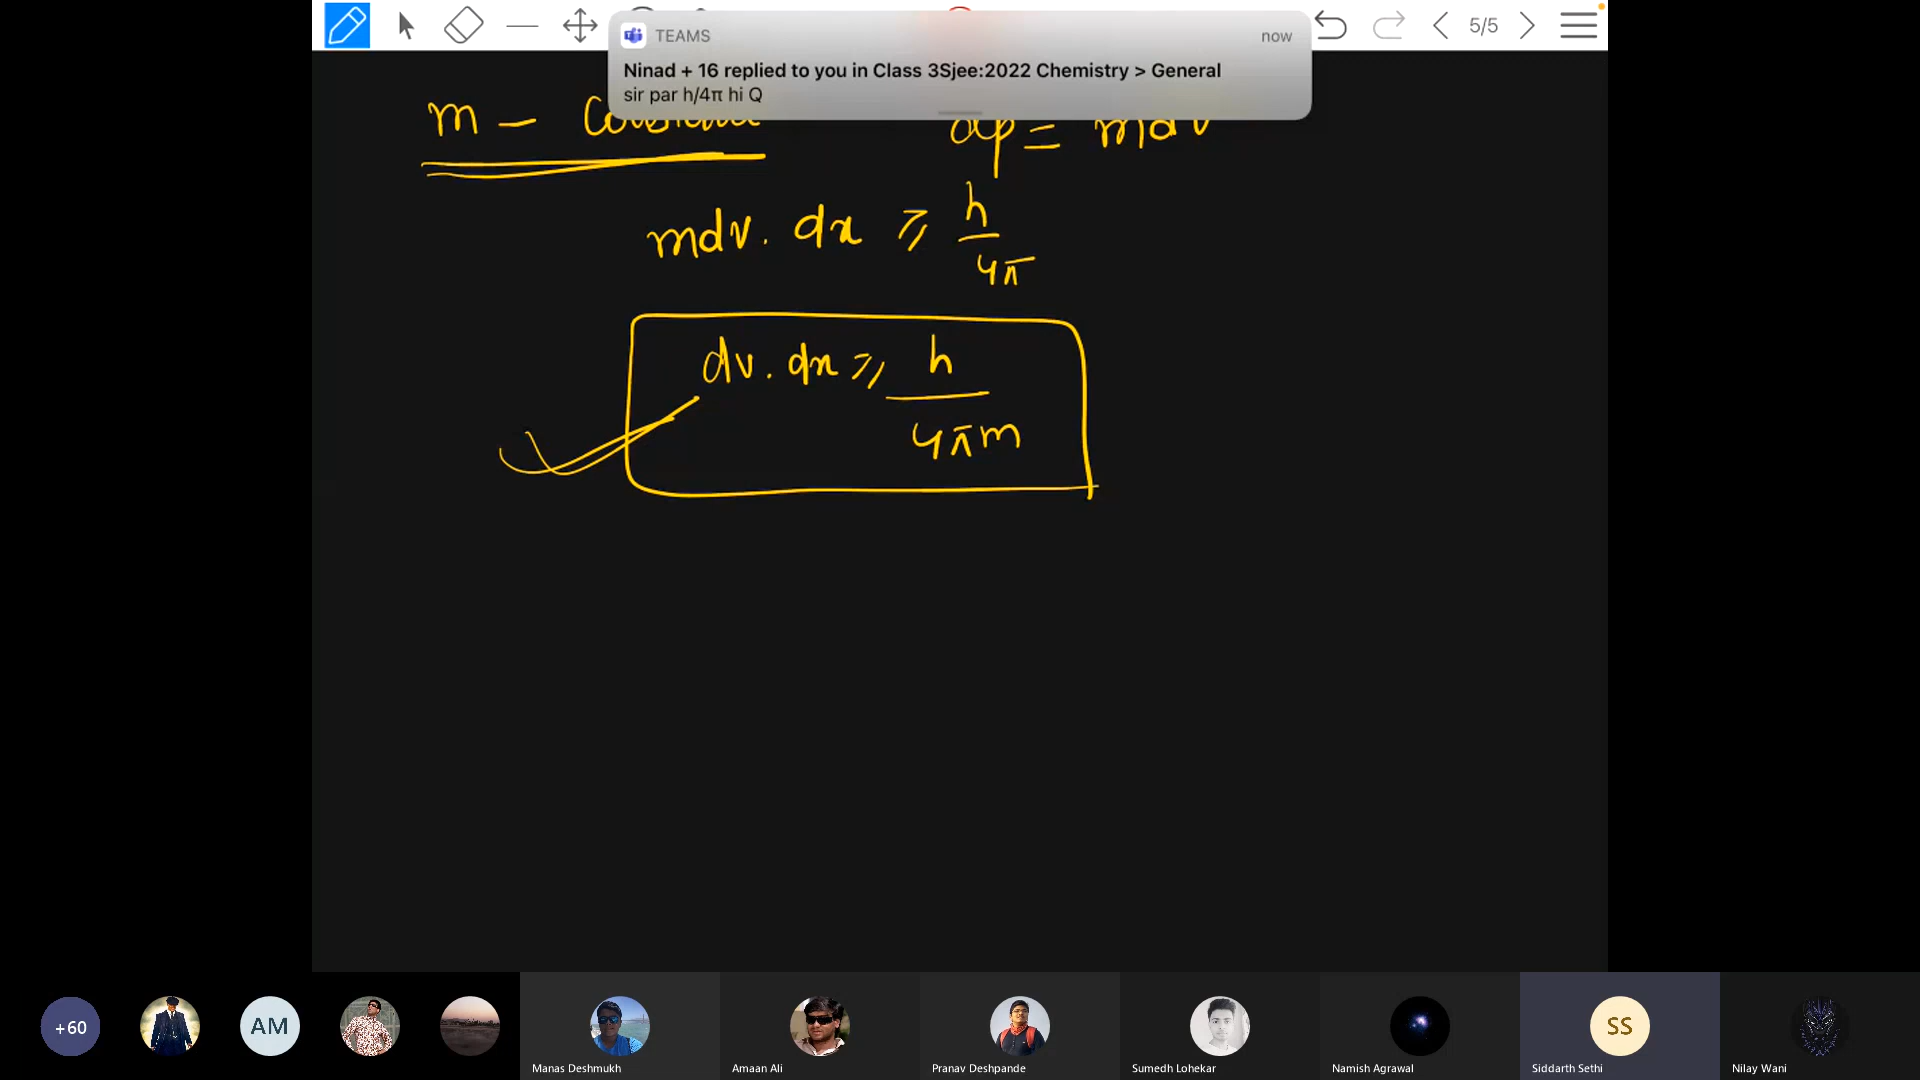 5/5
TEAMS
now
Ninad + 16 replied to you in Class 3Sjee:2022 Chemistry > General
sir par h/4π hi Q
m -
dp = mdv
mdv. dx ⩾ h/4π
dv. dx ⩾ h/4πm
+60
AM
SS
Manas Deshmukh
Amaan Ali
Pranav Deshpande
Sumedh Lohekar
Namish Agrawal
Siddarth Sethi
Nilay Wani